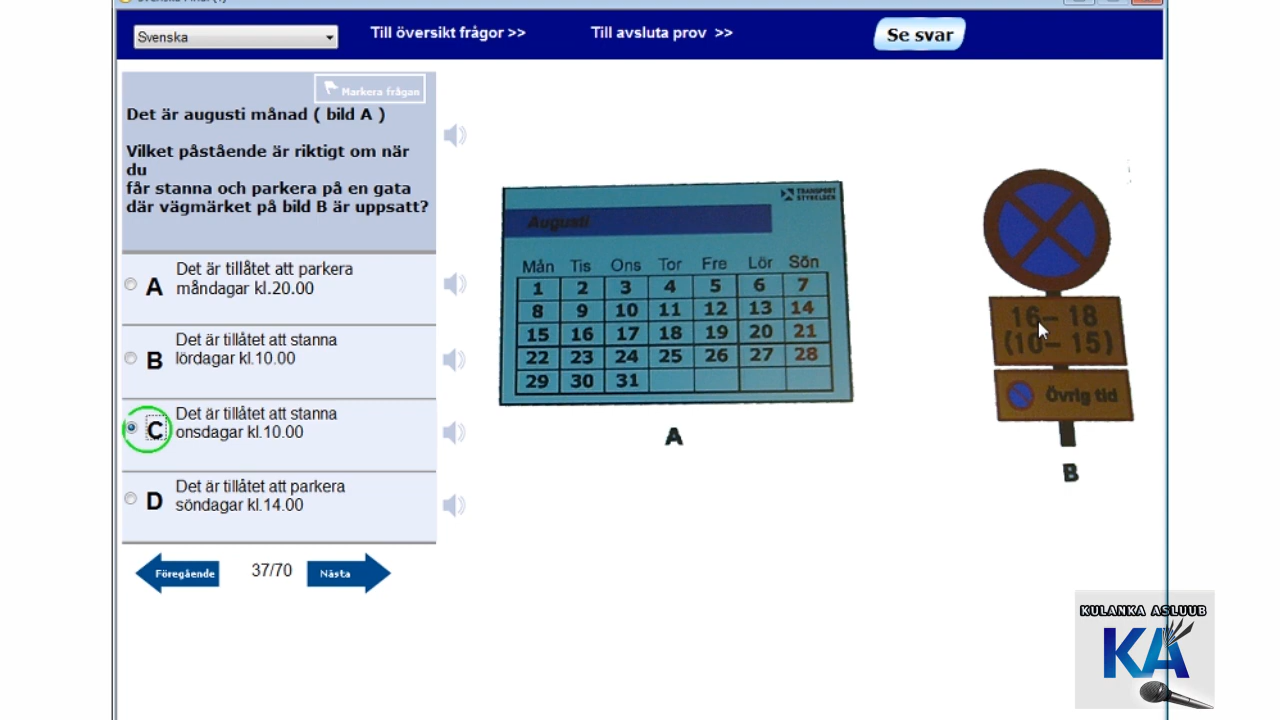 Svenska
Till översikt frågor >>
Till avsluta prov >>
Se svar
Markera frågan
Det är augusti månad ( bild A )
Vilket påstående är riktigt om när
du
får stanna och parkera på en gata
där vägmärket på bild B är uppsatt?
A Det är tillåtet att parkera
måndagar kl.20.00
B Det är tillåtet att stanna
lördagar kl.10.00
C Det är tillåtet att stanna
onsdagar kl.10.00
D Det är tillåtet att parkera
söndagar kl.14.00
Föregående
37/70
Nästa
TRANSPORT
STYRELSEN
Augusti
Mån Tis Ons Tor Fre Lör Sön
1 2 3 4 5 6 7
8 9 10 11 12 13 14
15 16 17 18 19 20 21
22 23 24 25 26 27 28
29 30 31
A
16– 18
(10– 15)
Övrig tid
B
KULANKA ASLUUB
KA